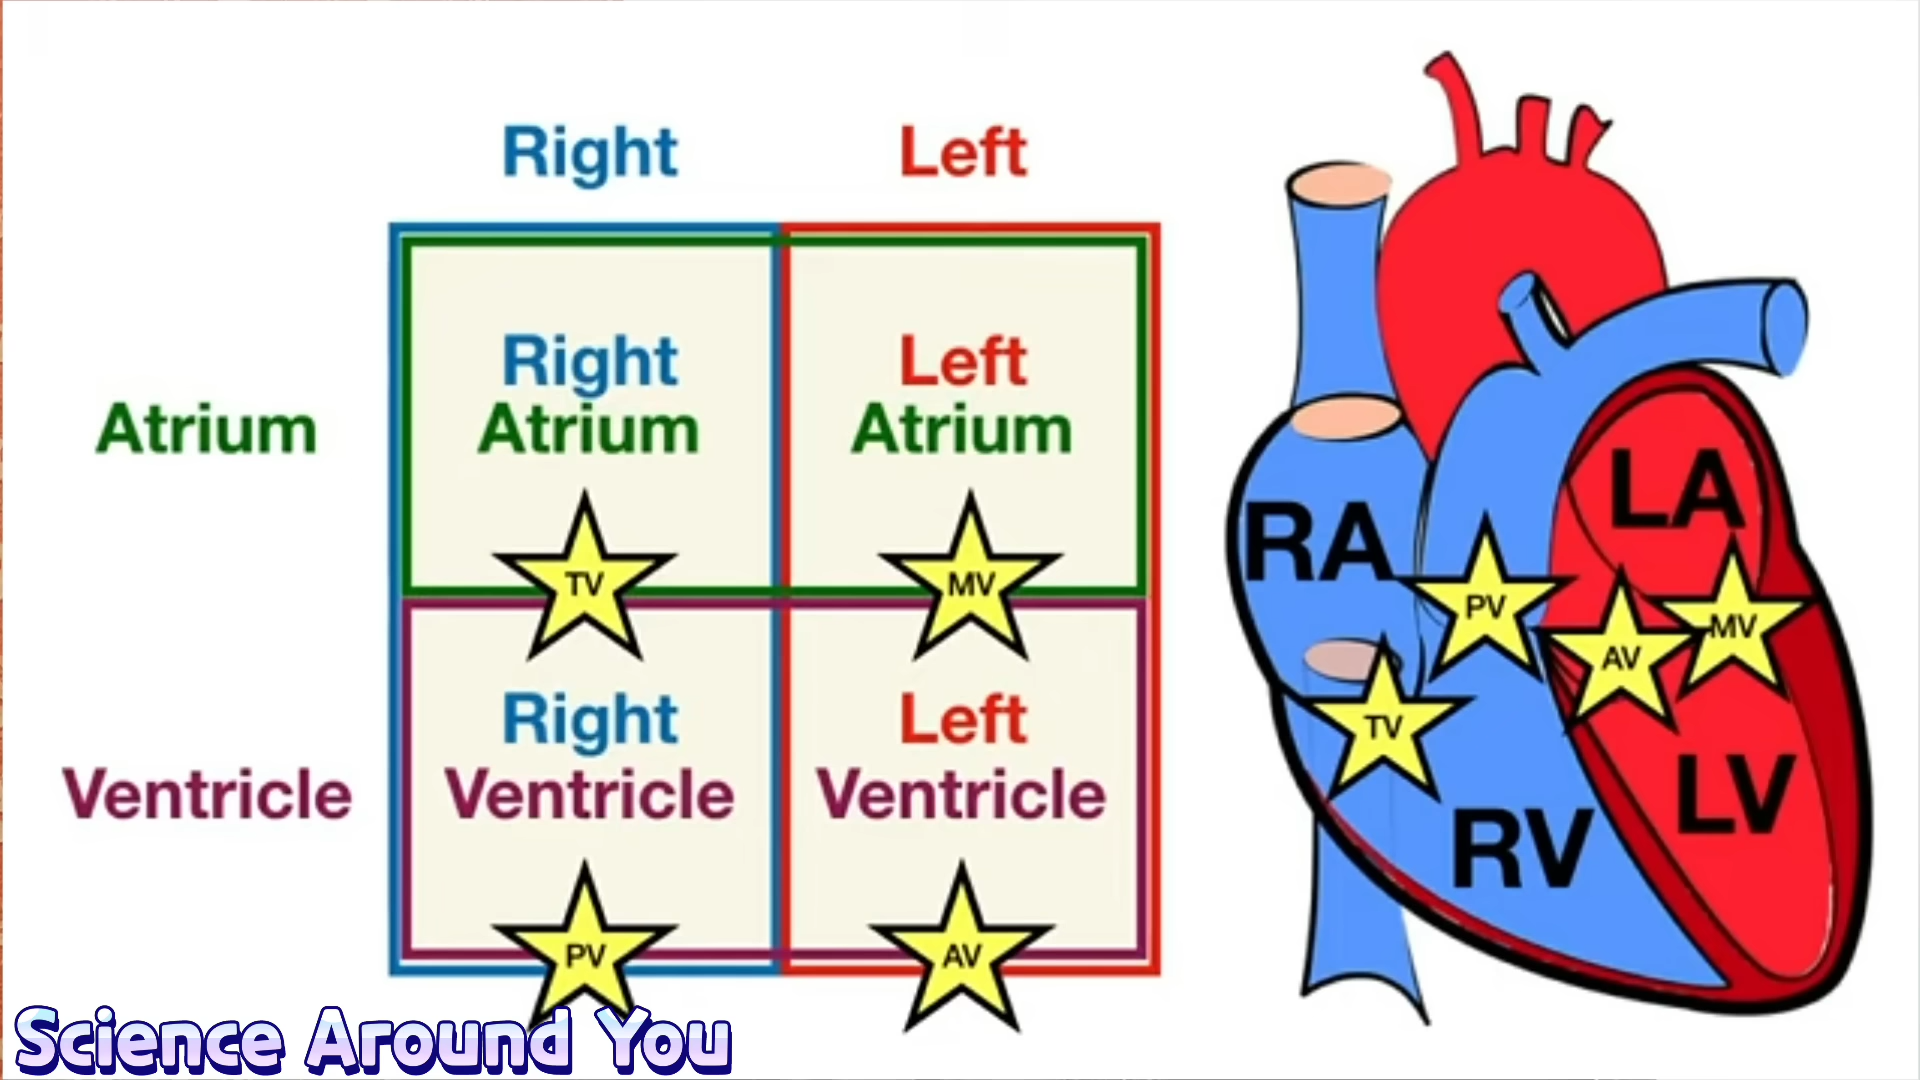 Right Left
Right Left
Atrium Atrium Atrium
TV MV
Right Left
Ventricle Ventricle Ventricle
PV AV
RA LA
PV MV
AV
TV
LV
RV
Science Around You